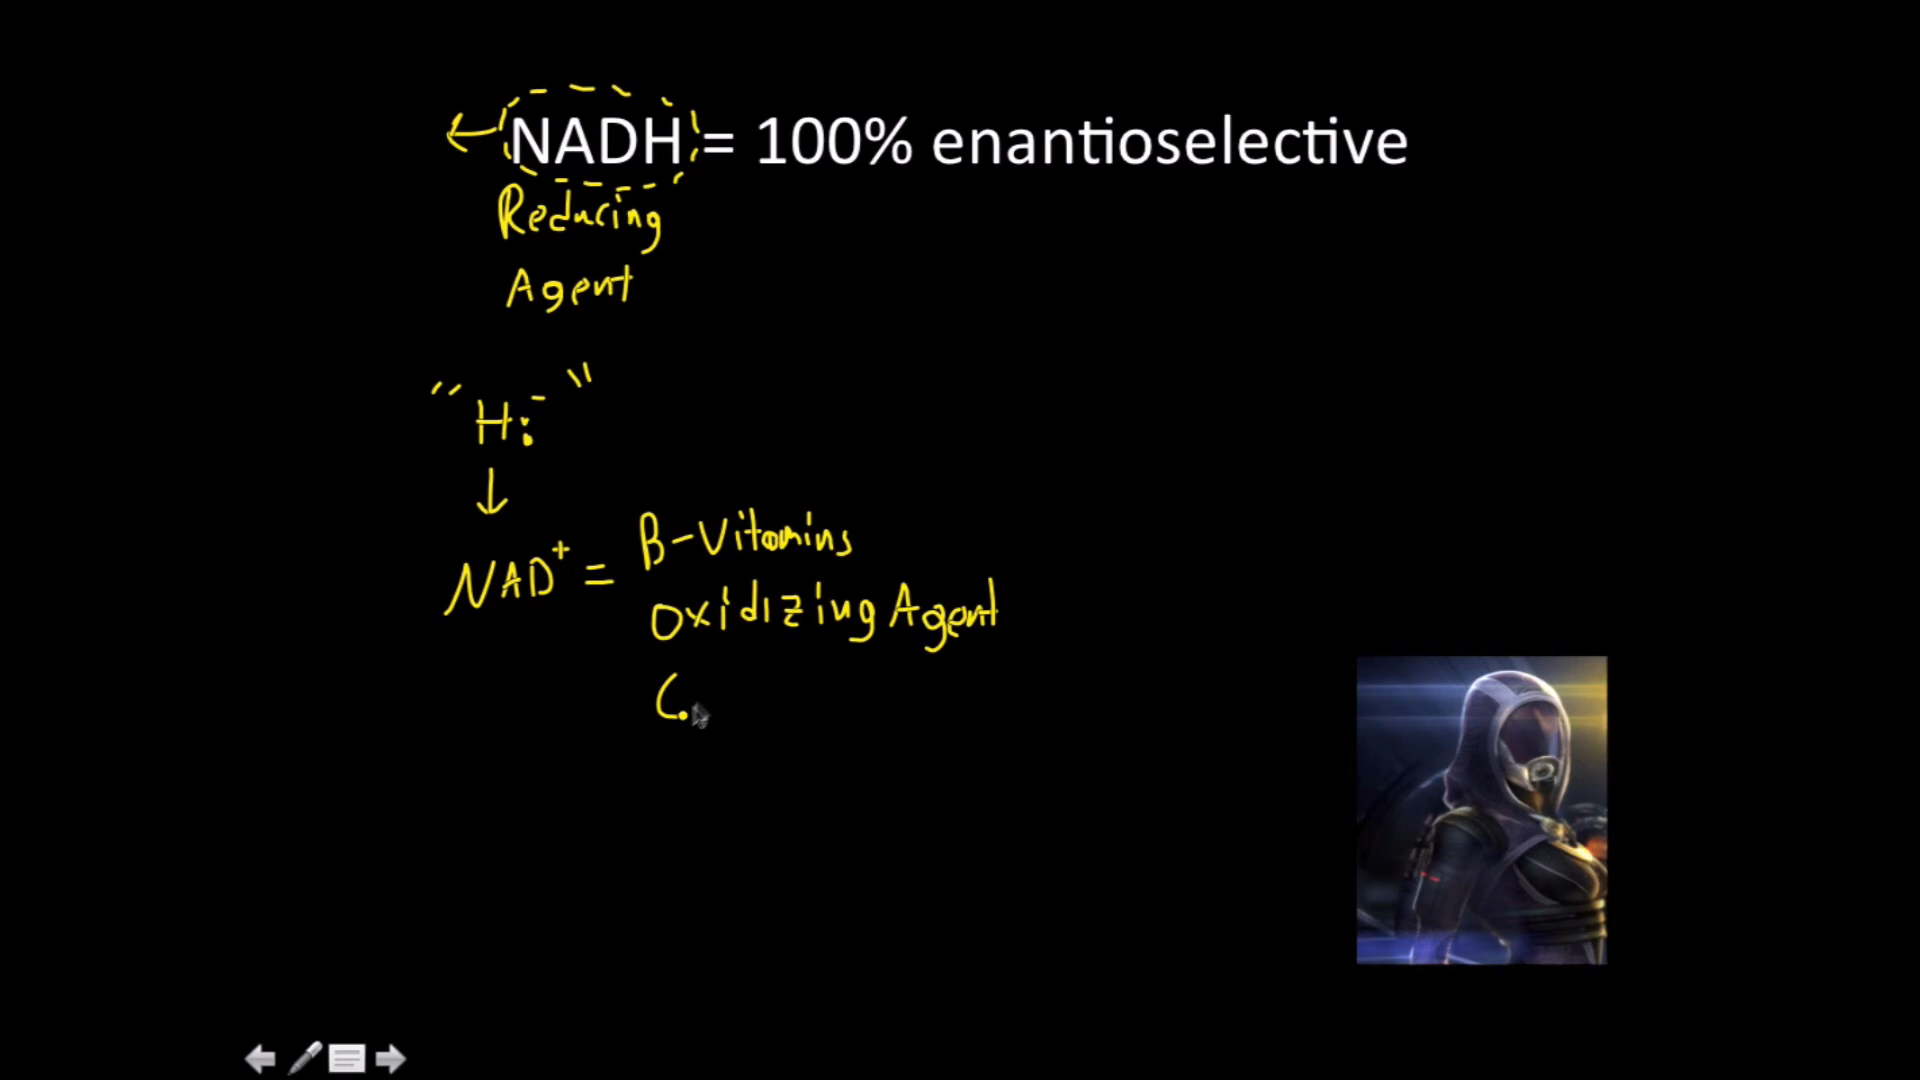 NADH = 100% enantioselective
Reducing
Agent
"H:⁻"
NAD⁺ = B-Vitamins
Oxidizing Agent
C